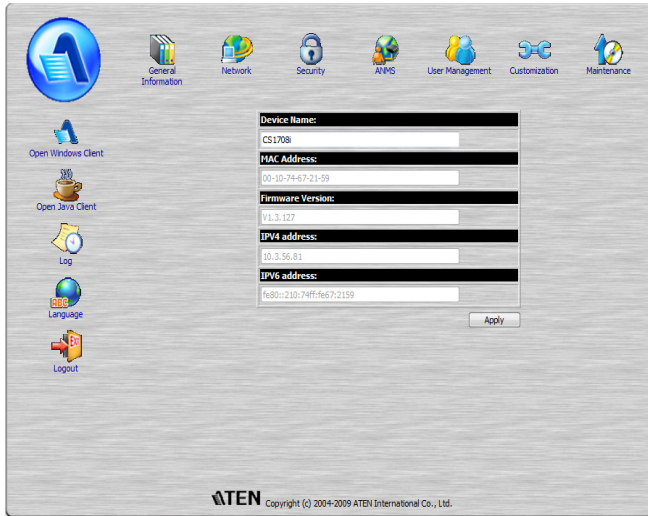 General Information
Network
Security
ANMS
User Management
Customization
Maintenance
Open Windows Client
Open Java Client
Log
ABC
Language
EXIT
Logout
Device Name:
CS1708i
MAC Address:
00-10-74-67-21-59
Firmware Version:
V1.3.127
IPV4 address:
10.3.56.81
IPV6 address:
fe80::210:74ff:fe67:2159
Apply
ATEN Copyright (c) 2004-2009 ATEN International Co., Ltd.